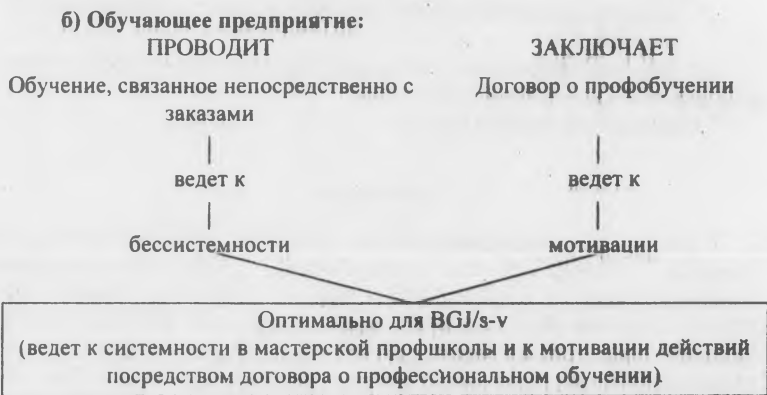 б) Обучающее предприятие:
ПРОВОДИТ ЗАКЛЮЧАЕТ
Обучение, связанное непосредственно с Договор о профобучении
заказами
ведет к ведет к
бессистемности мотивации
Оптимально для BGJ/s-v
(ведет к системности в мастерской профшколы и к мотивации действий
посредством договора о профессиональном обучении)